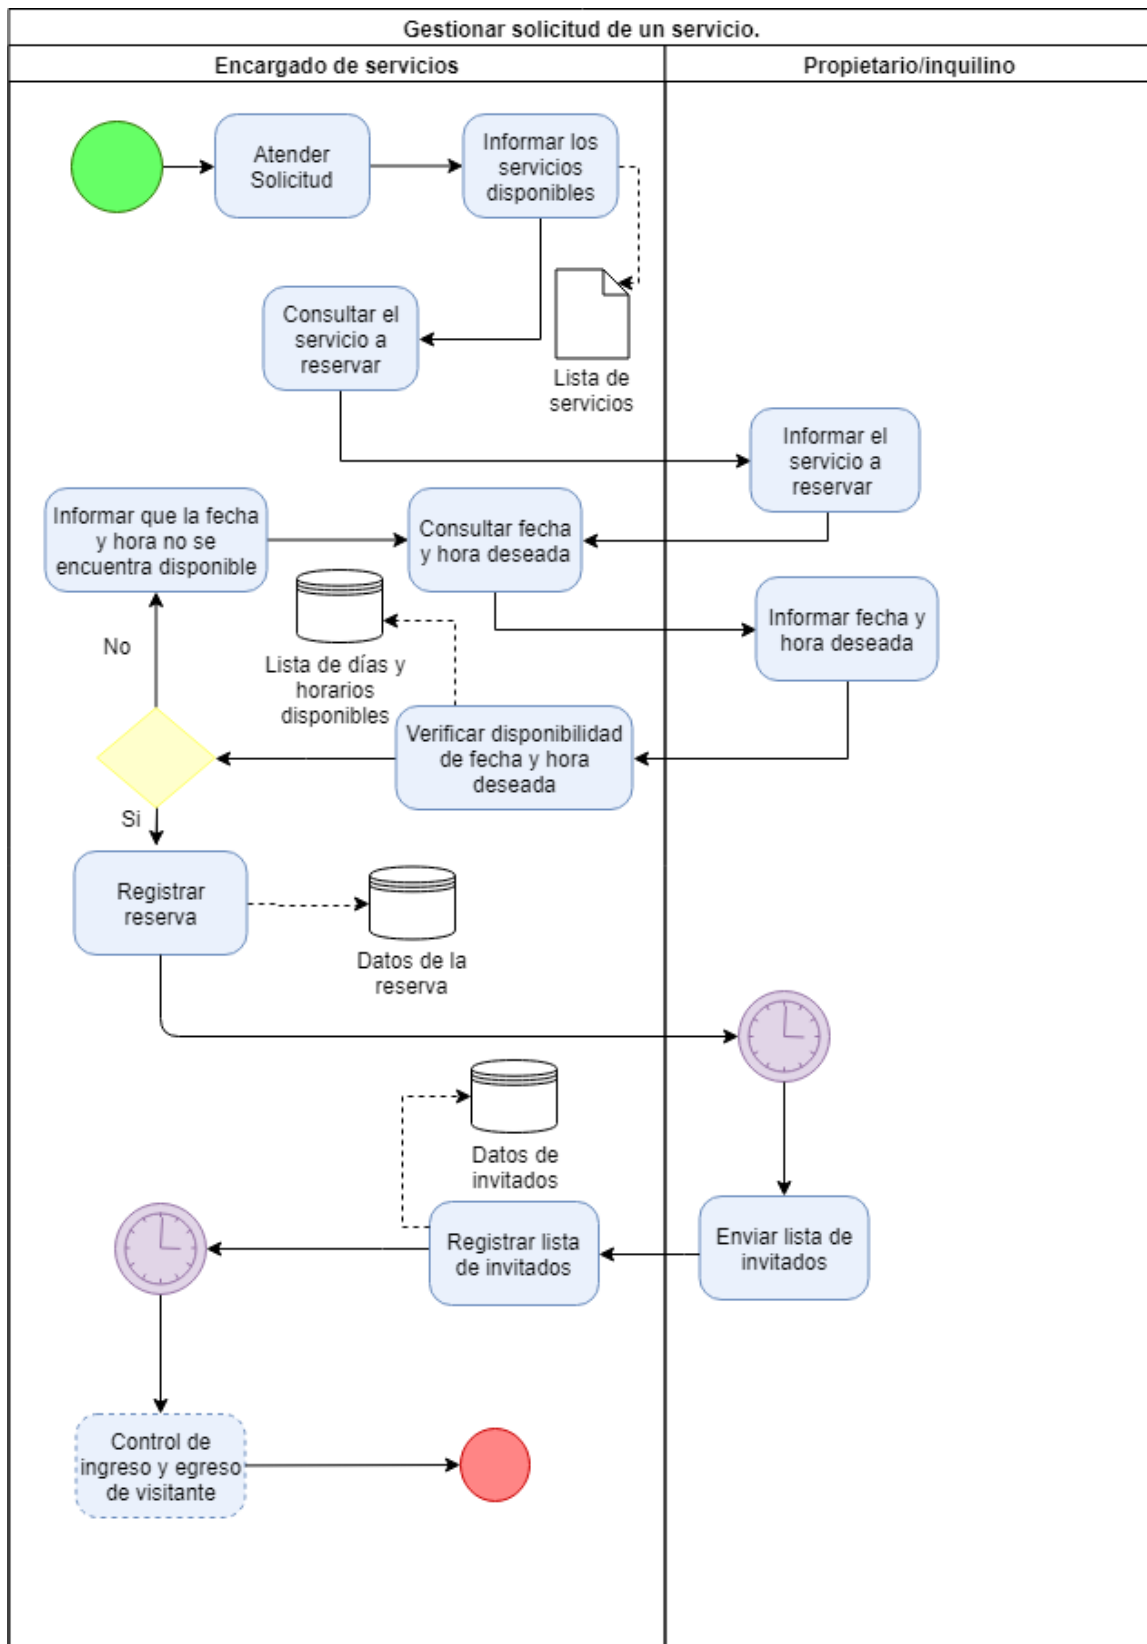 Gestionar solicitud de un servicio.
Encargado de servicios
Propietario/inquilino
Atender
Solicitud
Informar los
servicios
disponibles
Consultar el
servicio a
reservar
Lista de
servicios
Informar el
servicio a
reservar
Informar que la fecha
y hora no se
encuentra disponible
Consultar fecha
y hora deseada
Informar fecha y
hora deseada
No
Lista de días y
horarios
disponibles
Verificar disponibilidad
de fecha y hora
deseada
Si
Registrar
reserva
Datos de la
reserva
Datos de
invitados
Registrar lista
de invitados
Enviar lista de
invitados
Control de
ingreso y egreso
de visitante